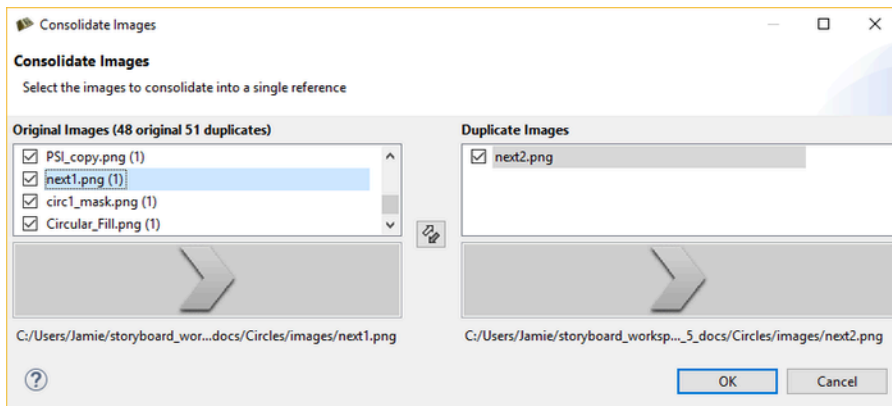 Consolidate Images
Consolidate Images
Select the images to consolidate into a single reference
Original Images (48 original 51 duplicates)
PSI_copy.png (1)
next1.png (1)
circ1_mask.png (1)
Circular_Fill.png (1)
Duplicate Images
next2.png
C:/Users/Jamie/storyboard_wor...docs/Circles/images/next1.png
C:/Users/Jamie/storyboard_worksp..._5_docs/Circles/images/next2.png
?
OK
Cancel